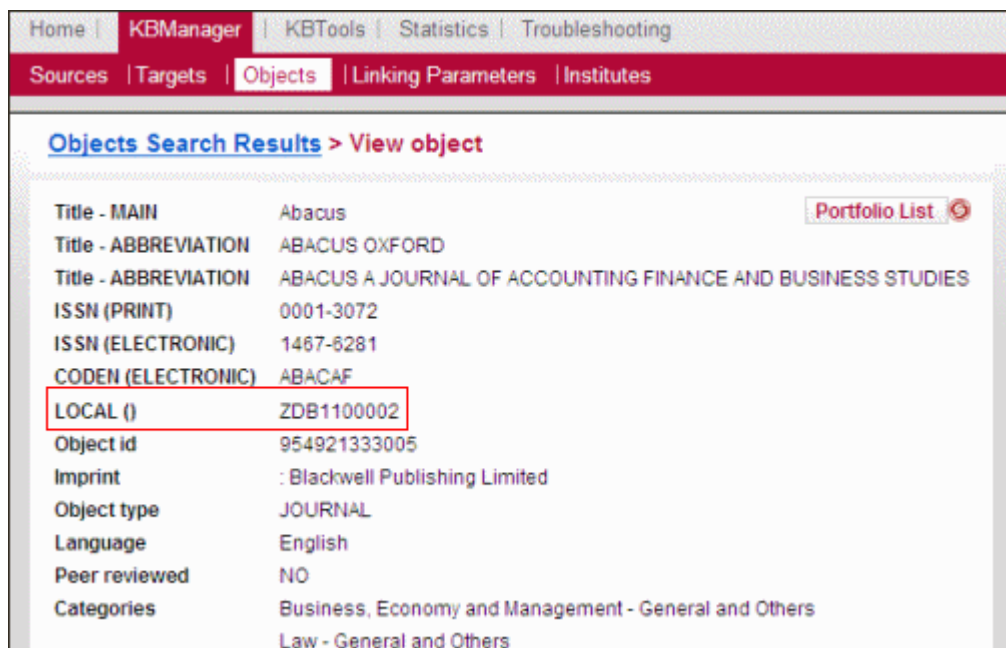 Home | KBManager | KBTools | Statistics | Troubleshooting
Sources | Targets | Objects | Linking Parameters | Institutes
Objects Search Results > View object
Portfolio List
Title - MAIN Abacus
Title - ABBREVIATION ABACUS OXFORD
Title - ABBREVIATION ABACUS A JOURNAL OF ACCOUNTING FINANCE AND BUSINESS STUDIES
ISSN (PRINT) 0001-3072
ISSN (ELECTRONIC) 1467-6281
CODEN (ELECTRONIC) ABACAF
LOCAL () ZDB1100002
Object id 954921333005
Imprint : Blackwell Publishing Limited
Object type JOURNAL
Language English
Peer reviewed NO
Categories Business, Economy and Management - General and Others
Law - General and Others